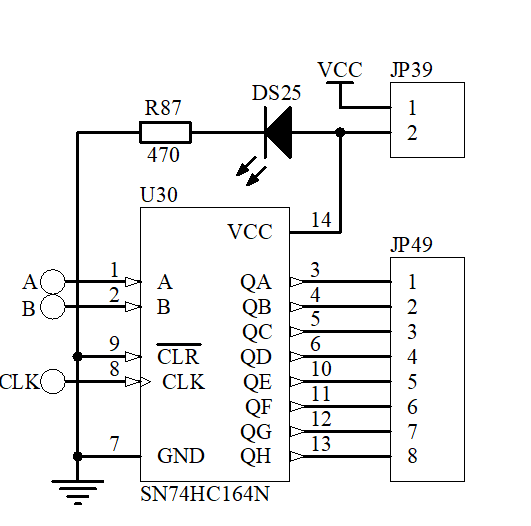 VCC JP39
DS25
R87
1
2
470
U30
VCC 14
JP49
A 1 A QA 3 1
B 2 B QB 4 2
QC 5 3
9 CLR QD 6 4
CLK 8 CLK QE 10 5
QF 11 6
QG 12 7
7 GND QH 13 8
SN74HC164N